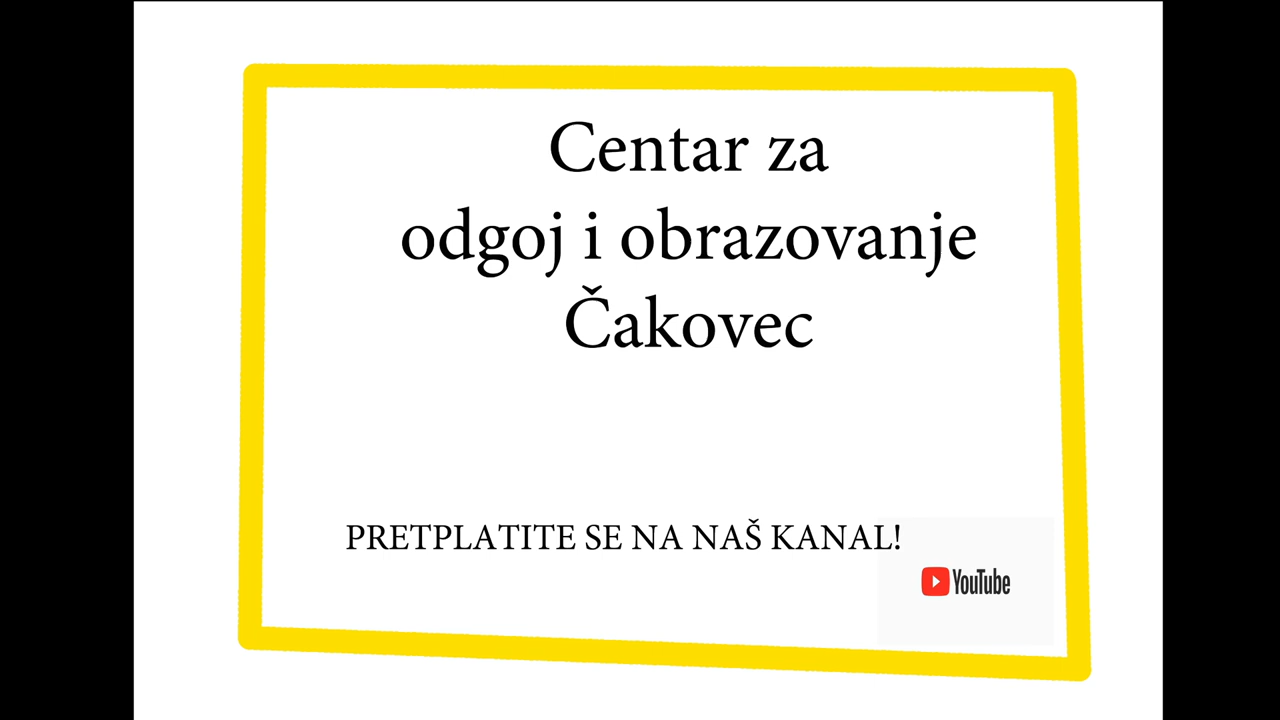 Centar za
odgoj i obrazovanje
Čakovec
PRETPLATITE SE NA NAŠ KANAL!
YouTube